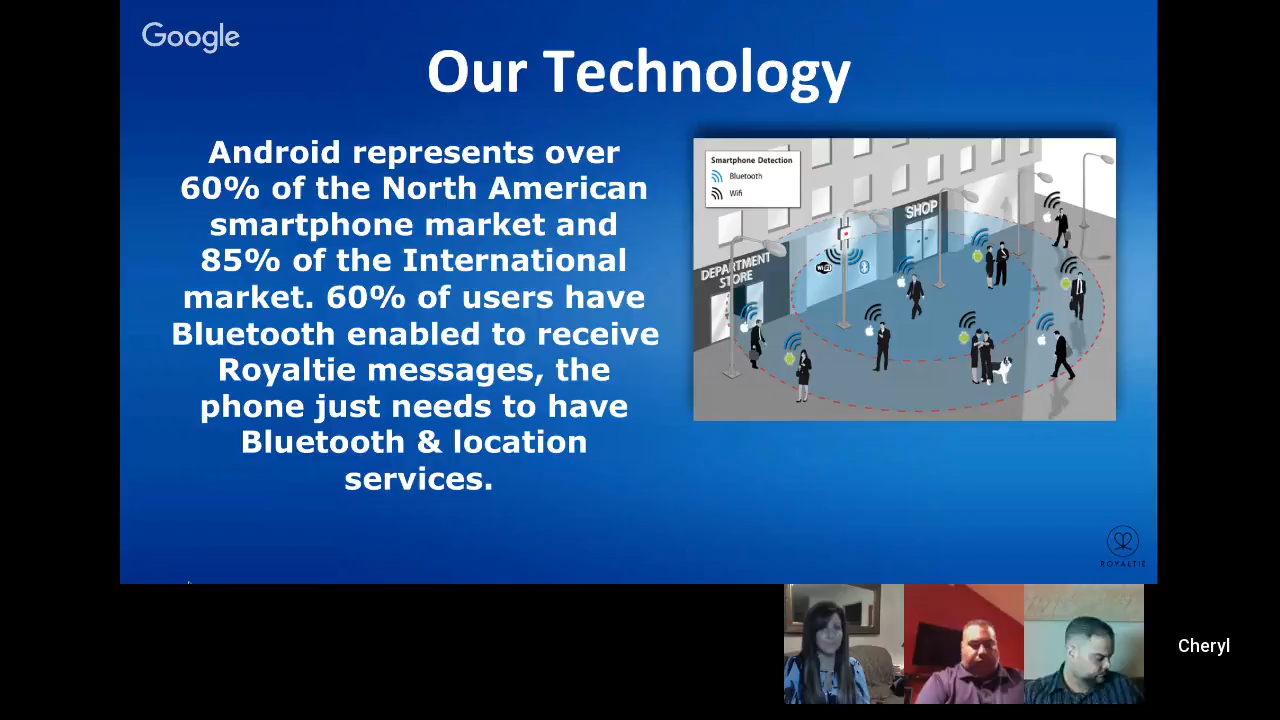 Google
Our Technology
Android represents over
60% of the North American
smartphone market and
85% of the International
market. 60% of users have
Bluetooth enabled to receive
Royaltie messages, the
phone just needs to have
Bluetooth & location
services.
Smartphone Detection
Bluetooth
Wifi
SHOP
DEPARTMENT
STORE
WiFi
ROYALTIE
Cheryl